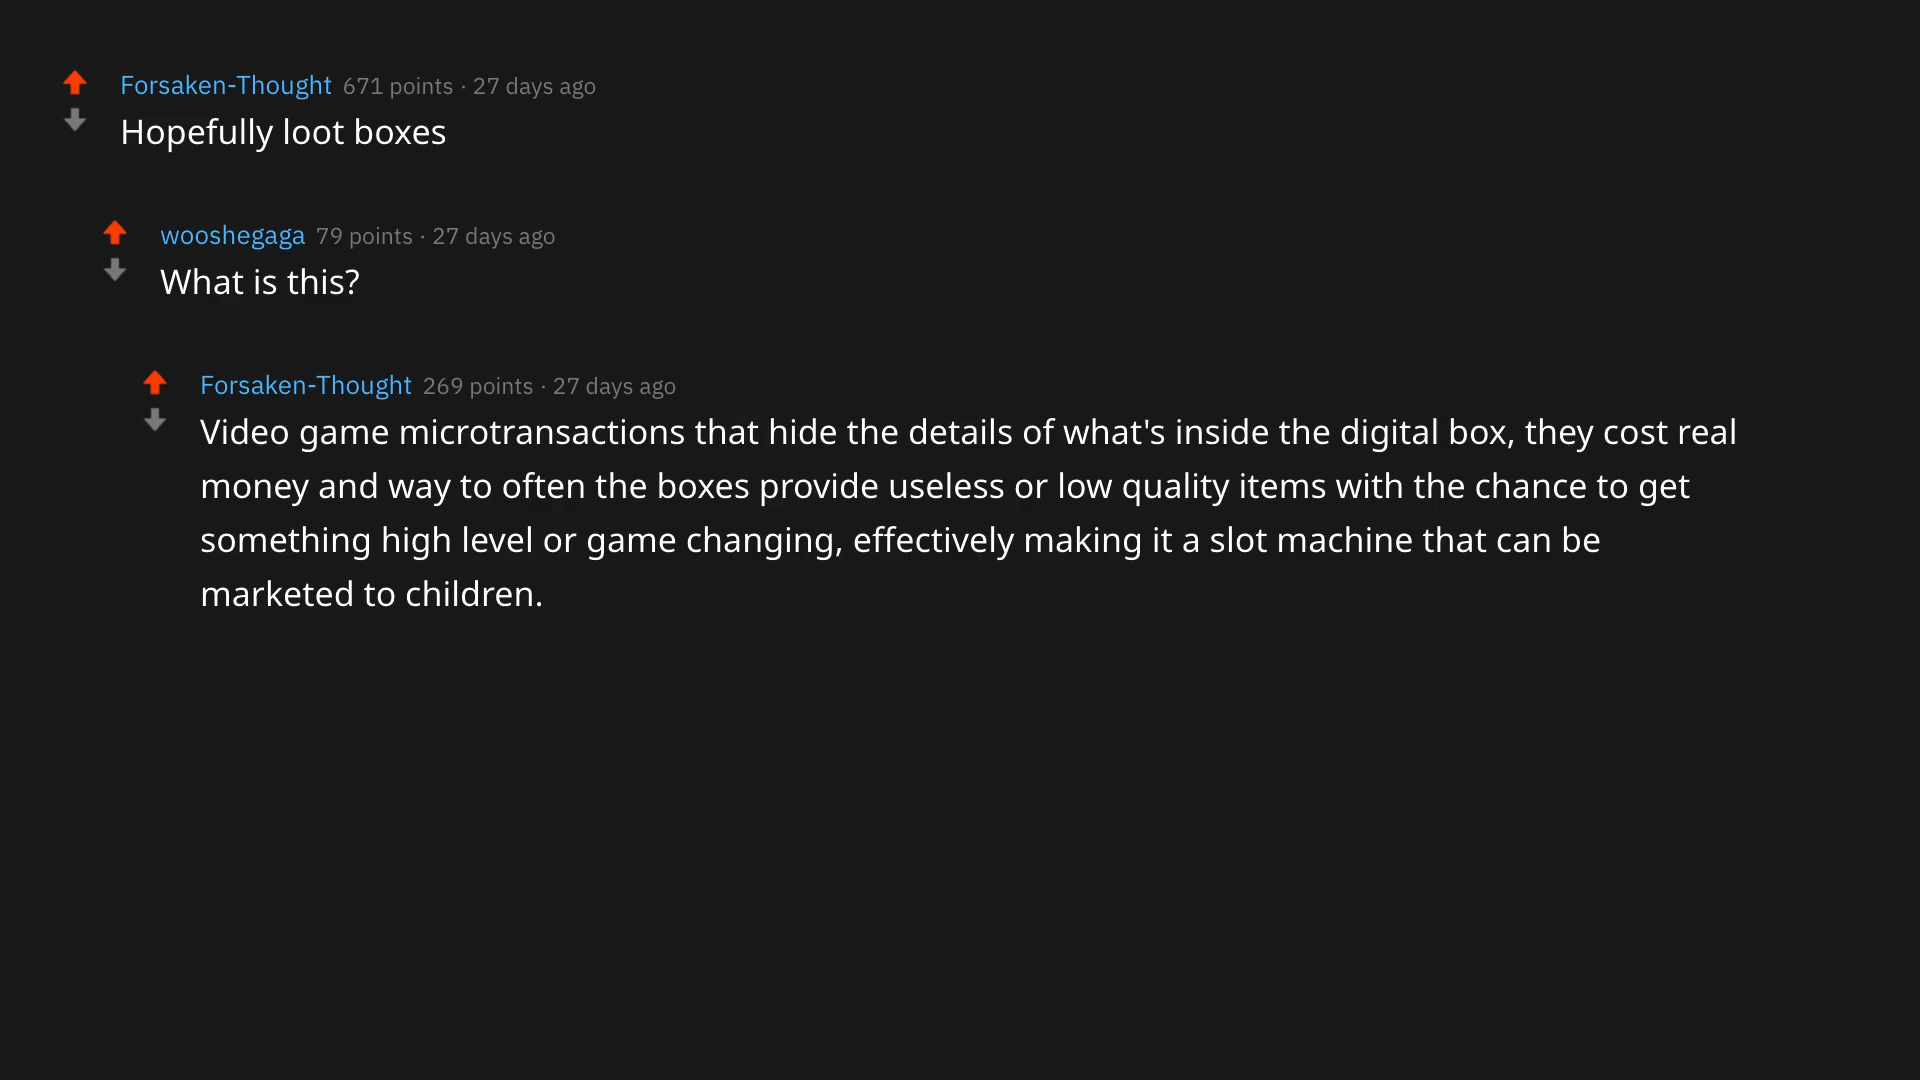 Forsaken-Thought 671 points · 27 days ago
Hopefully loot boxes
wooshegaga 79 points · 27 days ago
What is this?
Forsaken-Thought 269 points · 27 days ago
Video game microtransactions that hide the details of what's inside the digital box, they cost real
money and way to often the boxes provide useless or low quality items with the chance to get
something high level or game changing, effectively making it a slot machine that can be
marketed to children.